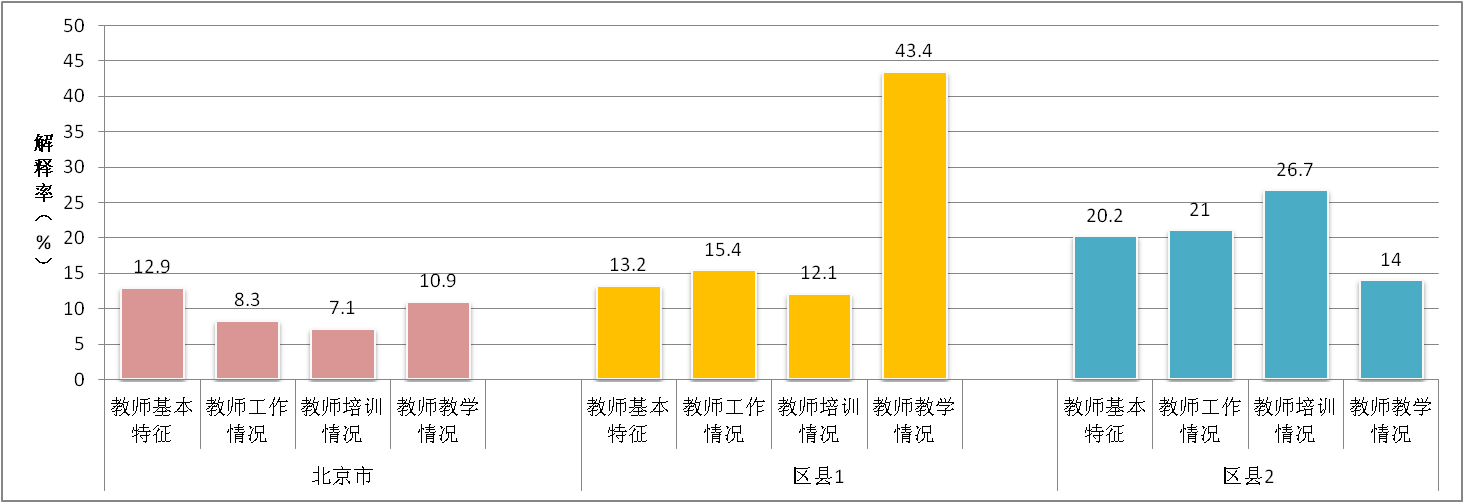 50
45
40
35
30
25
20
15
10
5
0
解释率（%）
12.9
8.3
7.1
10.9
13.2
15.4
12.1
43.4
20.2
21
26.7
14
教师基本
特征
教师工作
情况
教师培训
情况
教师教学
情况
教师基本
特征
教师工作
情况
教师培训
情况
教师教学
情况
教师基本
特征
教师工作
情况
教师培训
情况
教师教学
情况
北京市
区县1
区县2